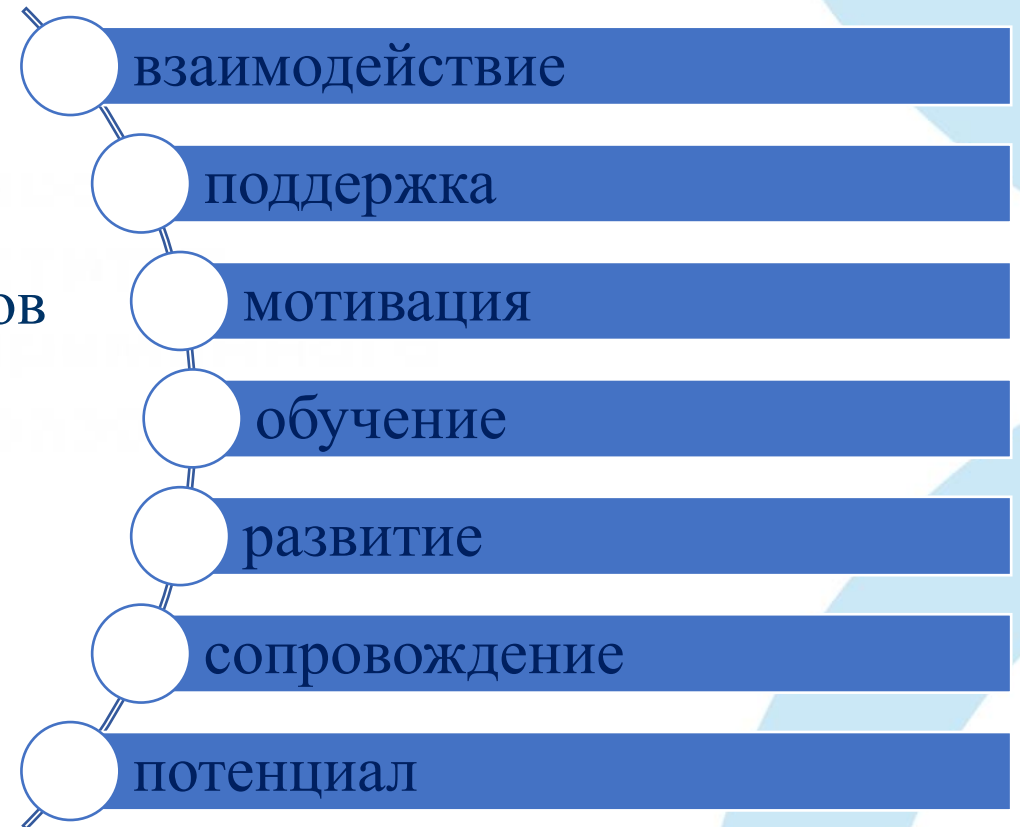 взаимодействие
поддержка
мотивация
ов
обучение
развитие
сопровождение
потенциал